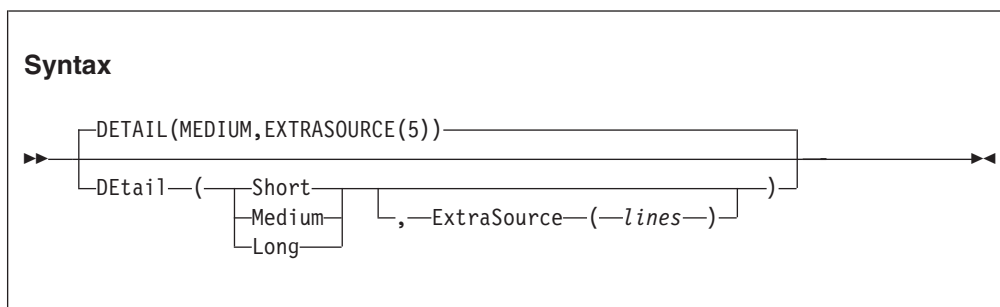 Syntax
DETAIL(MEDIUM,EXTRASOURCE(5))
DEtail ( Short )
Medium , ExtraSource ( lines )
Long